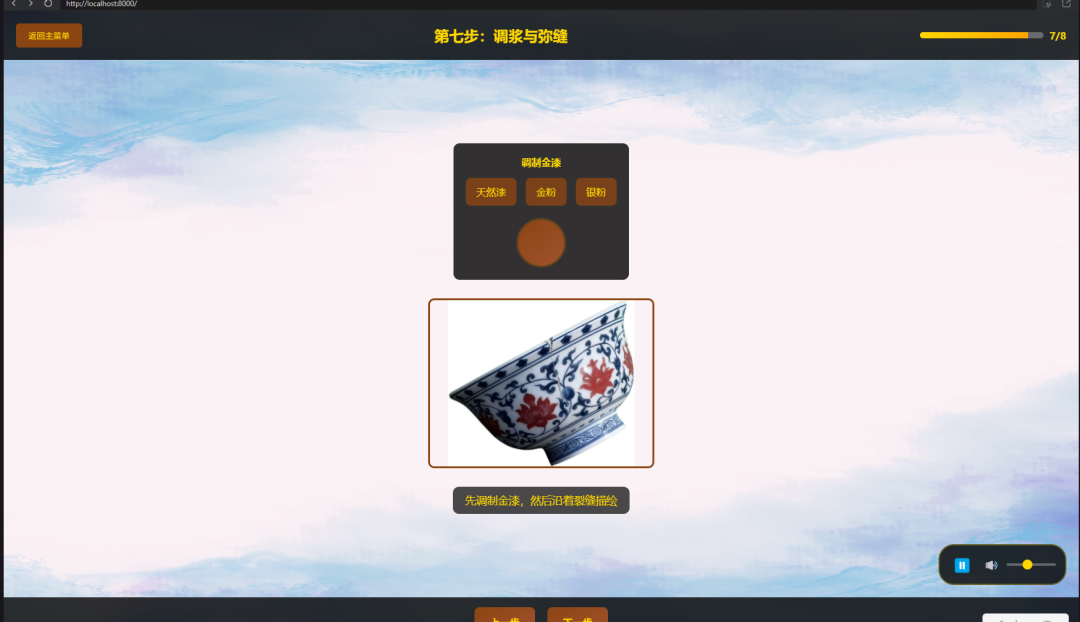 http://localhost:8000/
返回主菜单
第七步：调浆与弥缝
7/8
调制金漆
天然漆 金粉 银粉
先调制金漆，然后沿着裂缝描绘
上一步 下一步